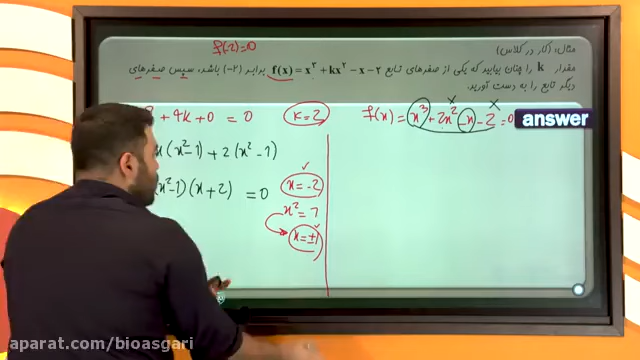 مثال: (کار در کلاس)
f(-2)=0
مقدار k را چنان بیابید که یکی از صفرهای تابع f(x) = x³ + kx² - x - ۲ برابر (-۲) باشد، سپس صفرهای
دیگر تابع را به دست آورید.
+ 4k + 0 = 0
k=2
f(x) = x³ + 2x² - x - 2 = 0
answer
x(x²-1) + 2(x²-1)
(x²-1)(x+2) = 0
x = -2
x² = 1
x = ±1
aparat.com/bioasgari